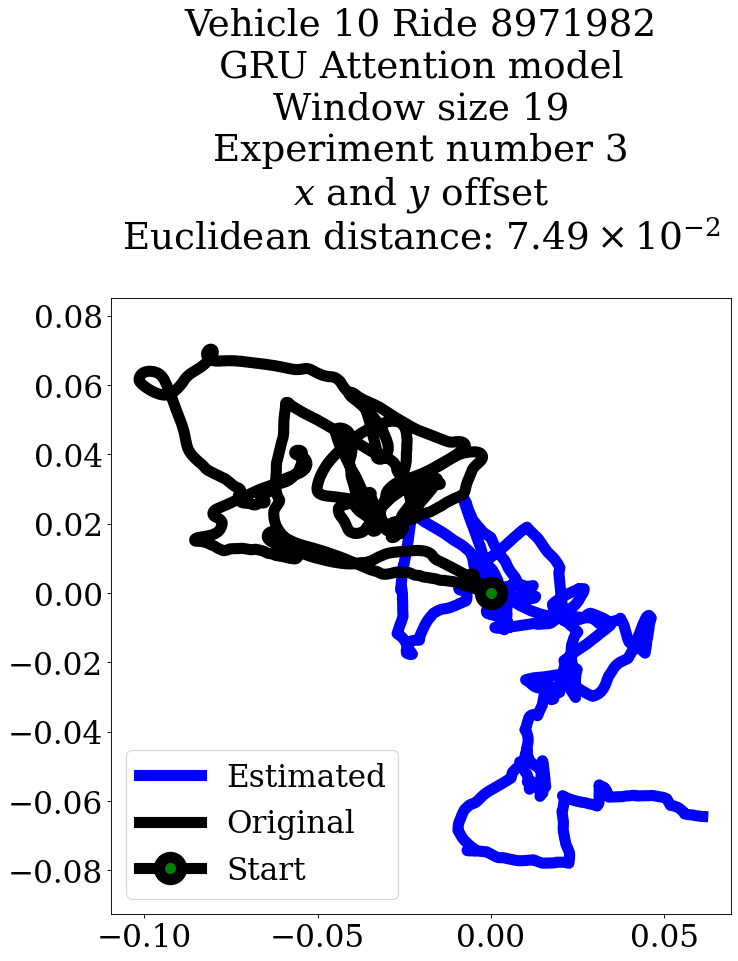 Vehicle 10 Ride 8971982
GRU Attention model
Window size 19
Experiment number 3
x and y offset
Euclidean distance: 7.49 × 10⁻²
0.08
0.06
0.04
0.02
0.00
−0.02
−0.04
−0.06
−0.08
Estimated
Original
Start
−0.10
−0.05
0.00
0.05